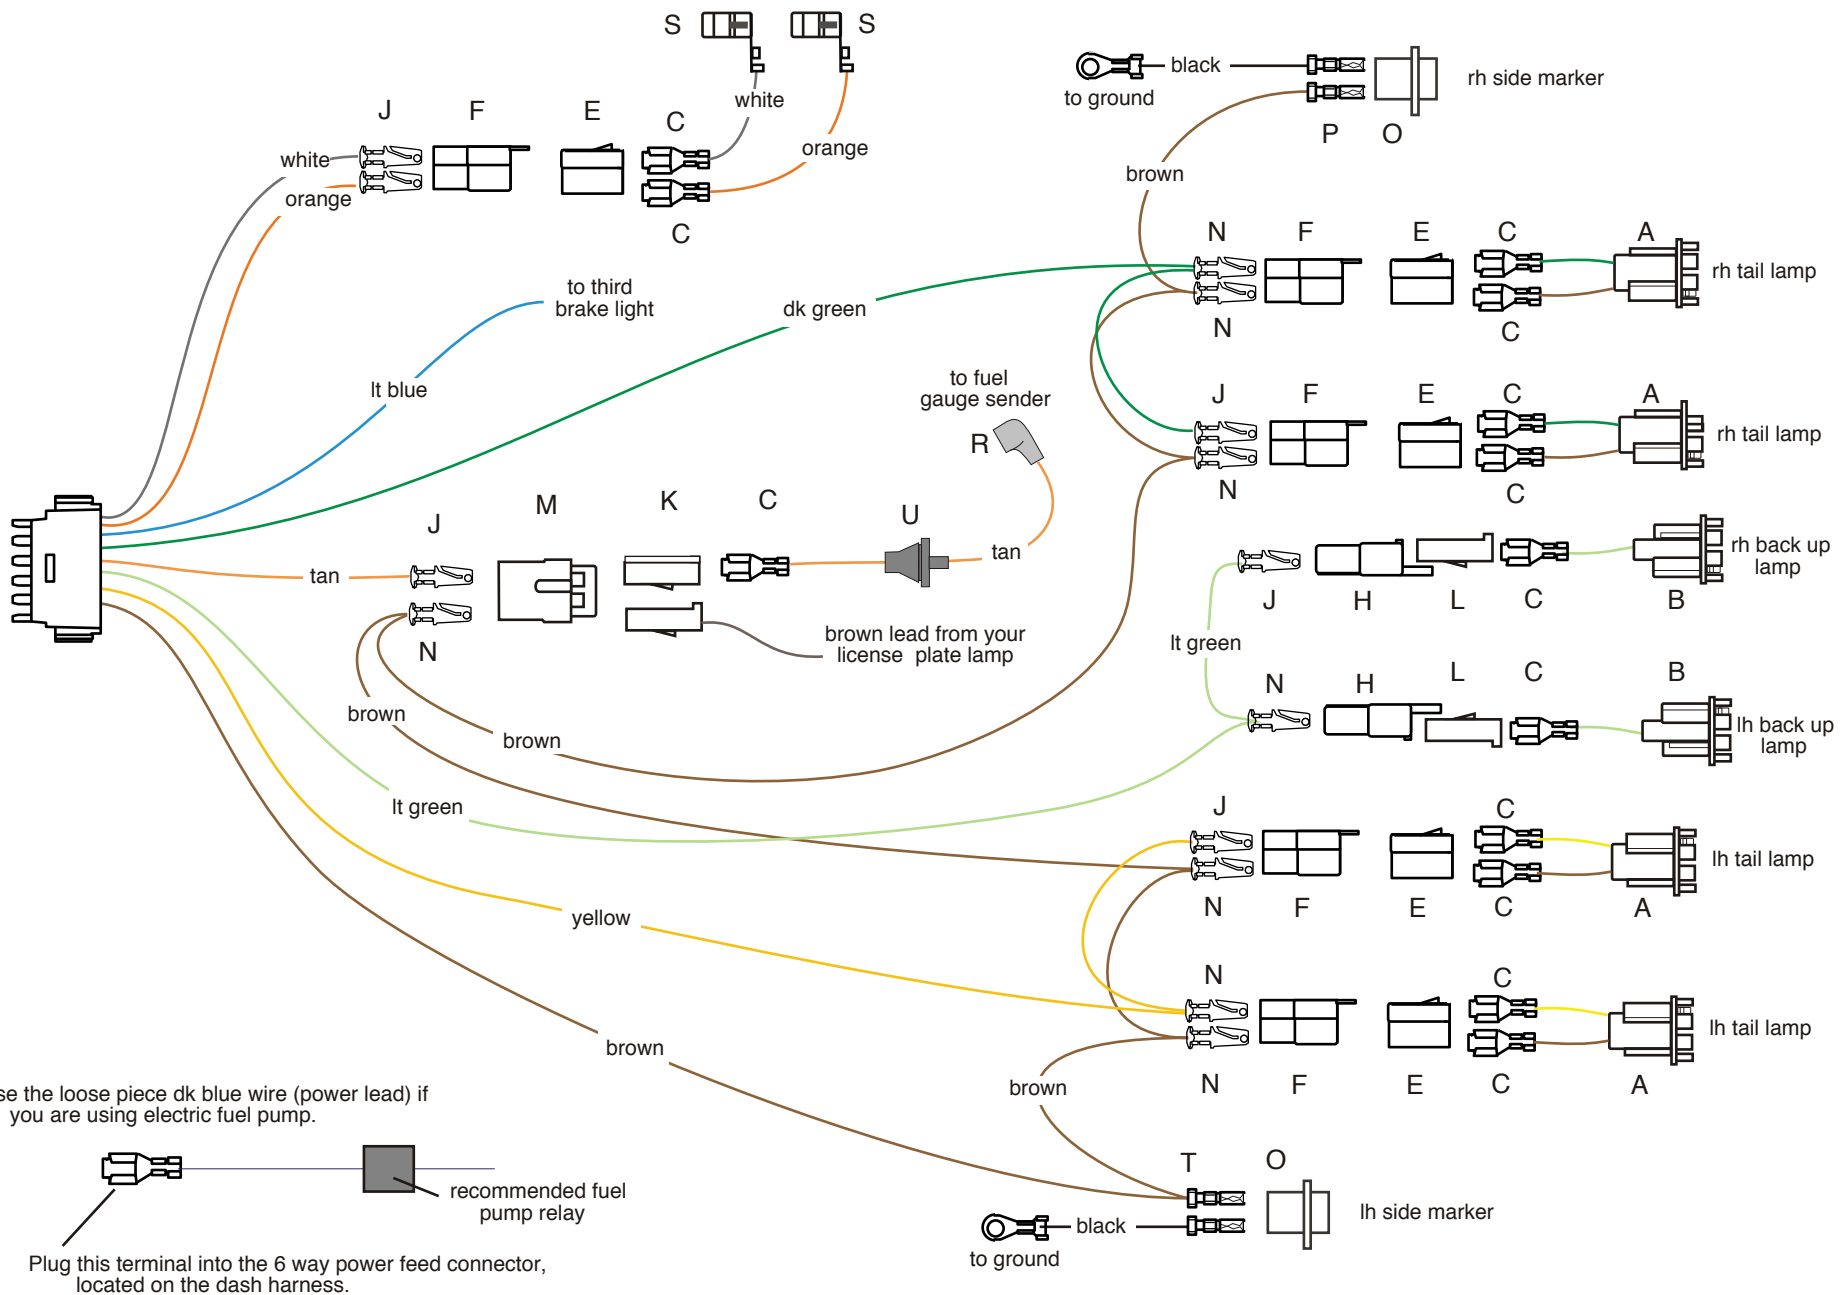 S
S
white
orange
J
F
E
C
white
orange
C
black
to ground
P
O
rh side marker
brown
to third
brake light
dk green
lt blue
N
F
E
C
A
rh tail lamp
N
C
to fuel
gauge sender
R
J
F
E
C
A
rh tail lamp
N
C
J
M
K
C
U
tan
tan
N
brown lead from your
license plate lamp
rh back up
lamp
J
H
L
C
B
lt green
N
H
L
C
B
lh back up
lamp
brown
brown
lt green
J
C
lh tail lamp
N
F
E
C
A
yellow
N
C
lh tail lamp
N
F
E
C
A
brown
brown
T
O
lh side marker
black
to ground
se the loose piece dk blue wire (power lead) if
you are using electric fuel pump.
recommended fuel
pump relay
Plug this terminal into the 6 way power feed connector,
located on the dash harness.